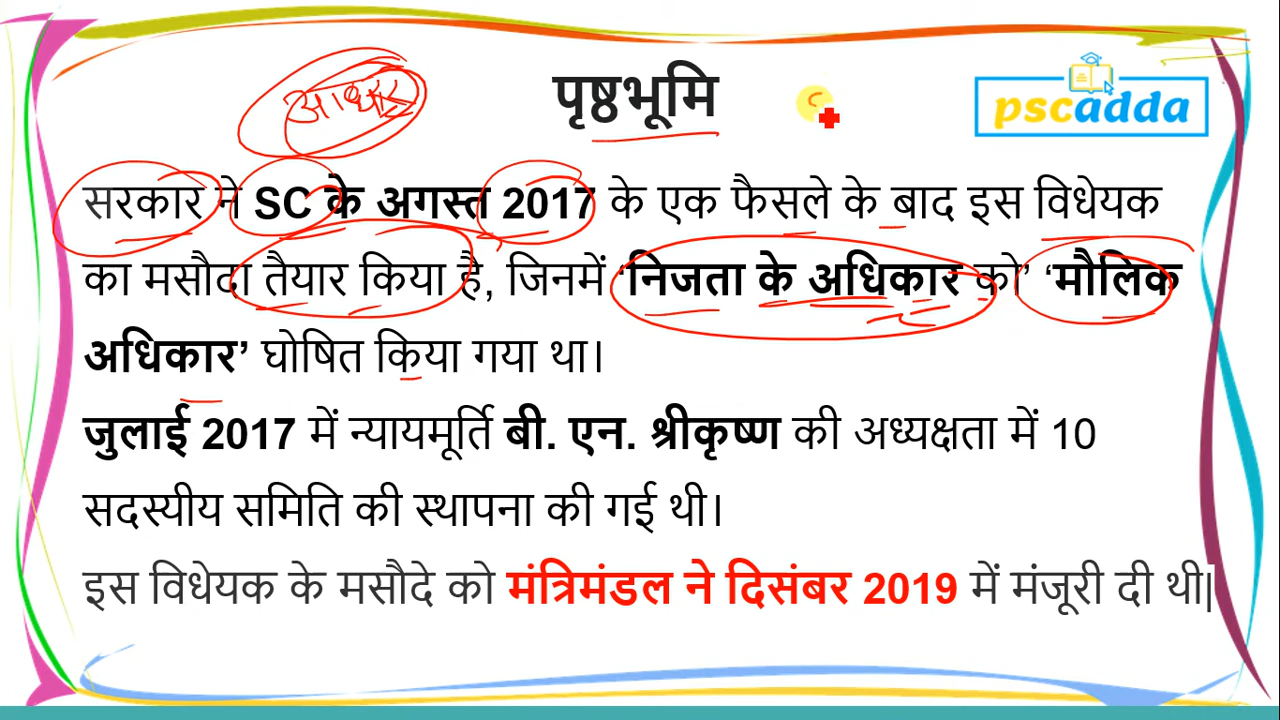 आधार
पृष्ठभूमि
pscadda
सरकार ने SC के अगस्त 2017 के एक फैसले के बाद इस विधेयक
का मसौदा तैयार किया है, जिनमें ‘निजता के अधिकार को’ ‘मौलिक
अधिकार’ घोषित किया गया था।
जुलाई 2017 में न्यायमूर्ति बी. एन. श्रीकृष्ण की अध्यक्षता में 10
सदस्यीय समिति की स्थापना की गई थी।
इस विधेयक के मसौदे को मंत्रिमंडल ने दिसंबर 2019 में मंजूरी दी थी|